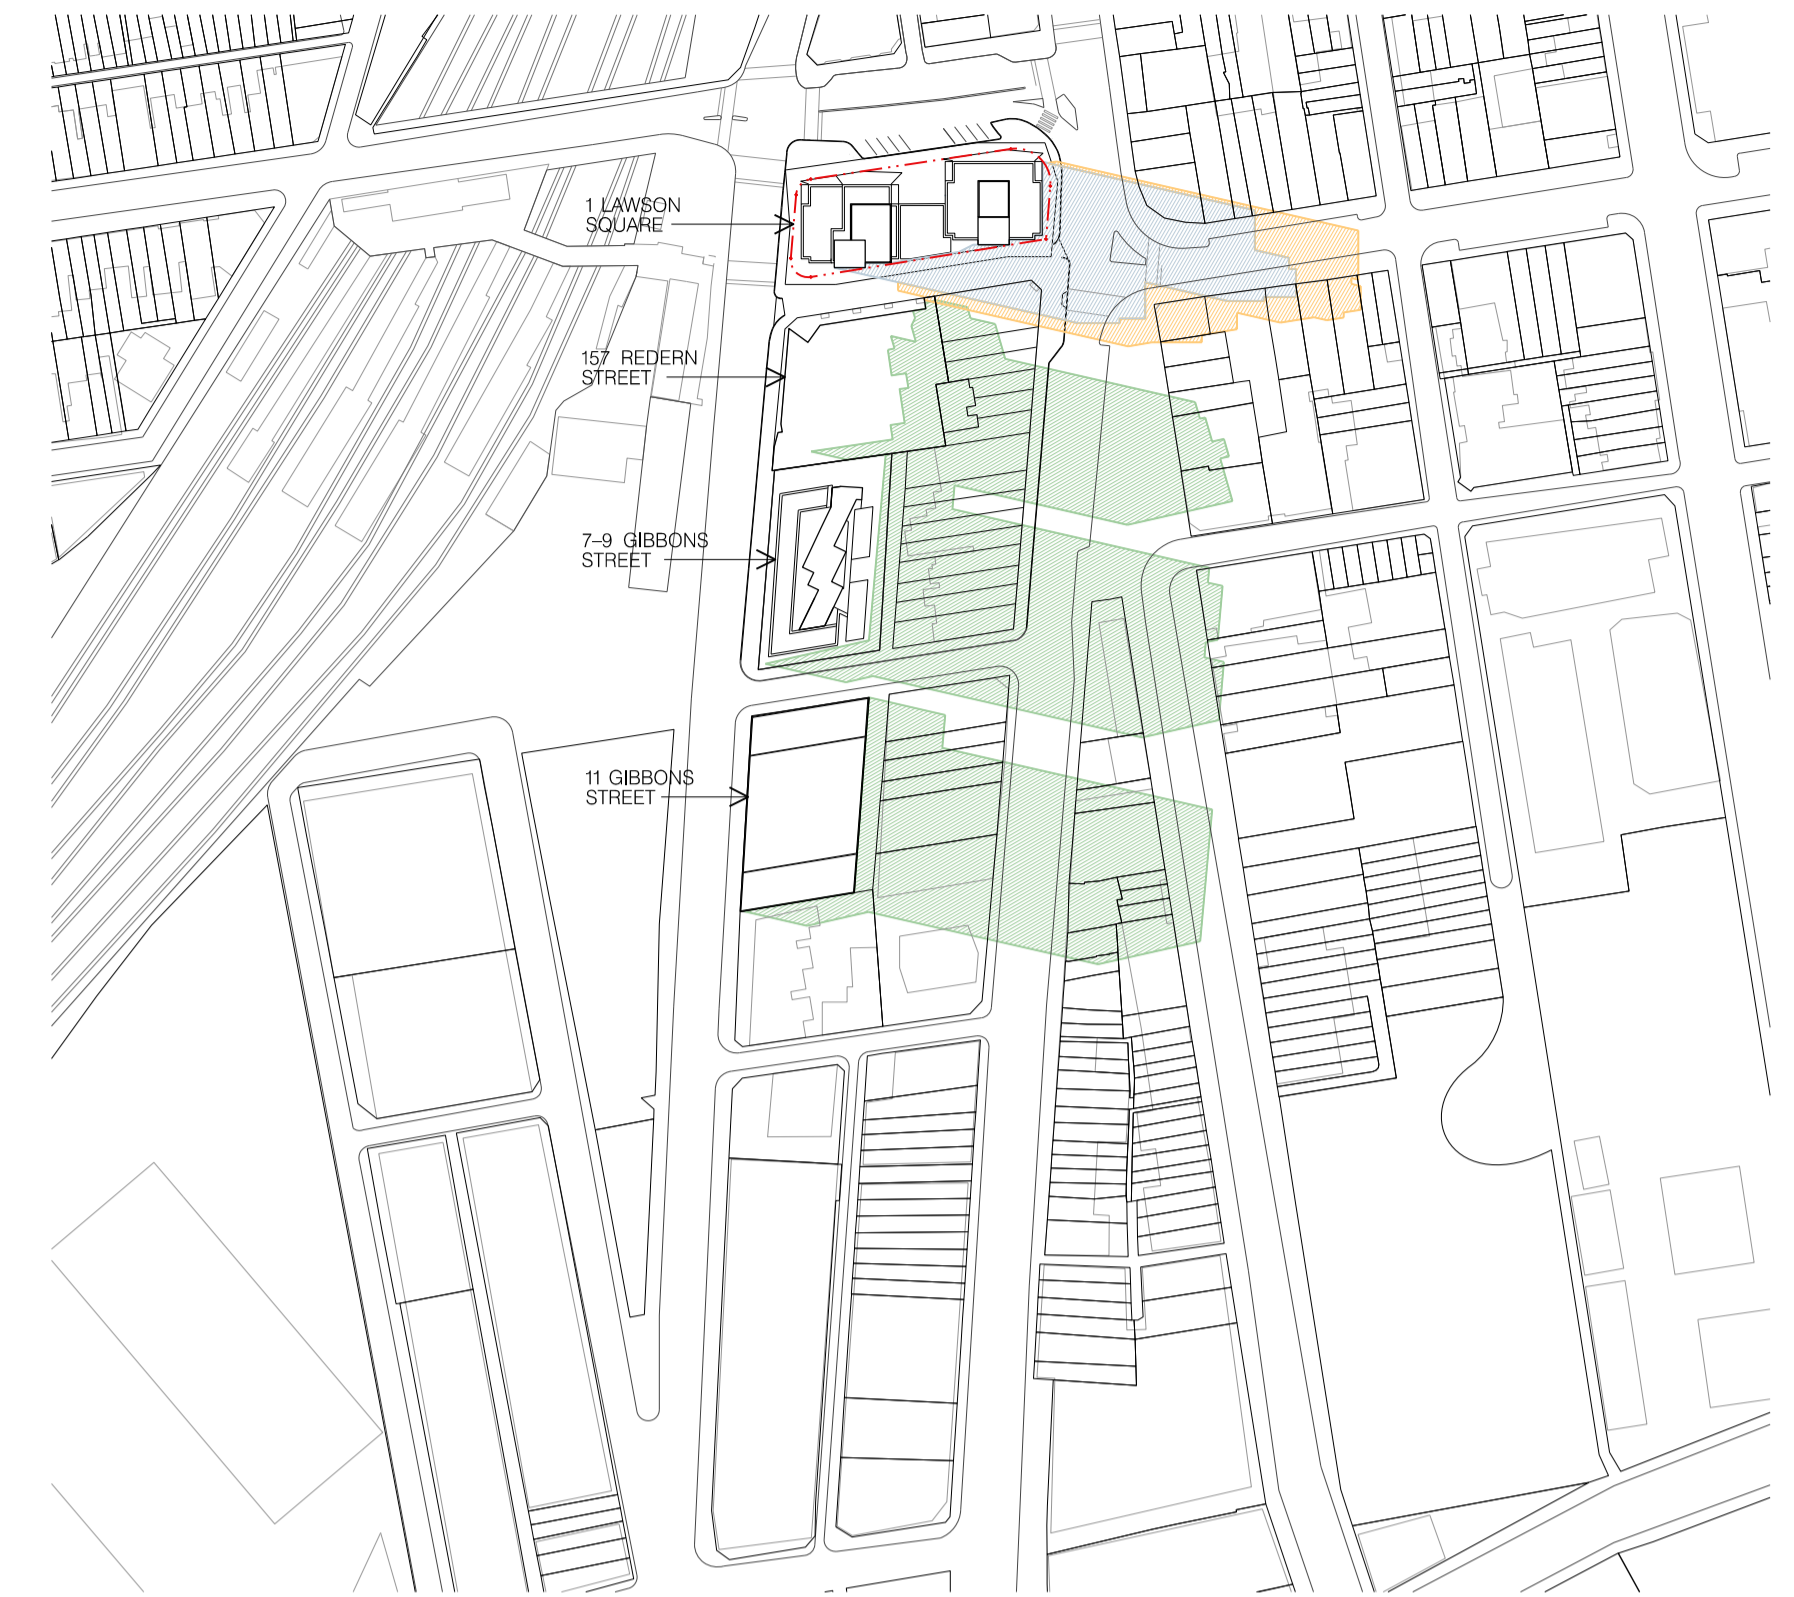 1 LAWSON
SQUARE
157 REDERN
STREET
7–9 GIBBONS
STREET
11 GIBBONS
STREET